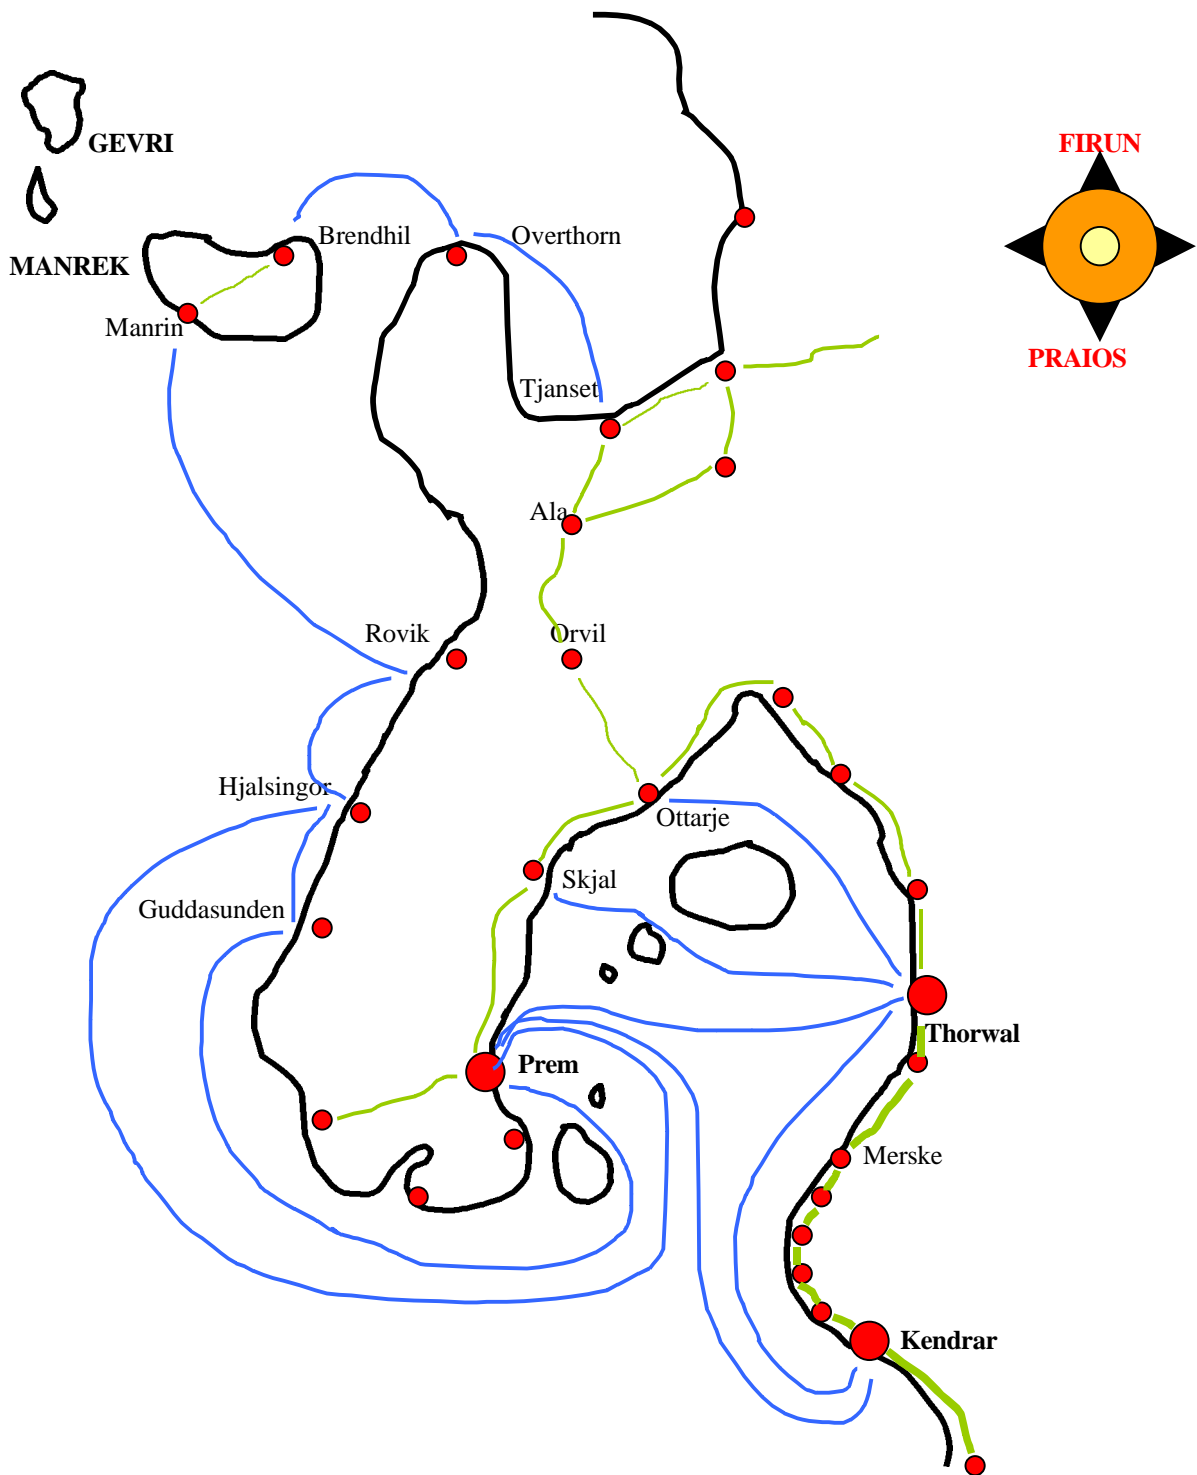 FIRUN
GEVRI
Brendhil
Overthorn
MANREK
Manrin
PRAIOS
Tjanset
Ala
Rovik
Orvil
Hjalsingor
Ottarje
Skjal
Guddasunden
Thorwal
Prem
Merske
Kendrar